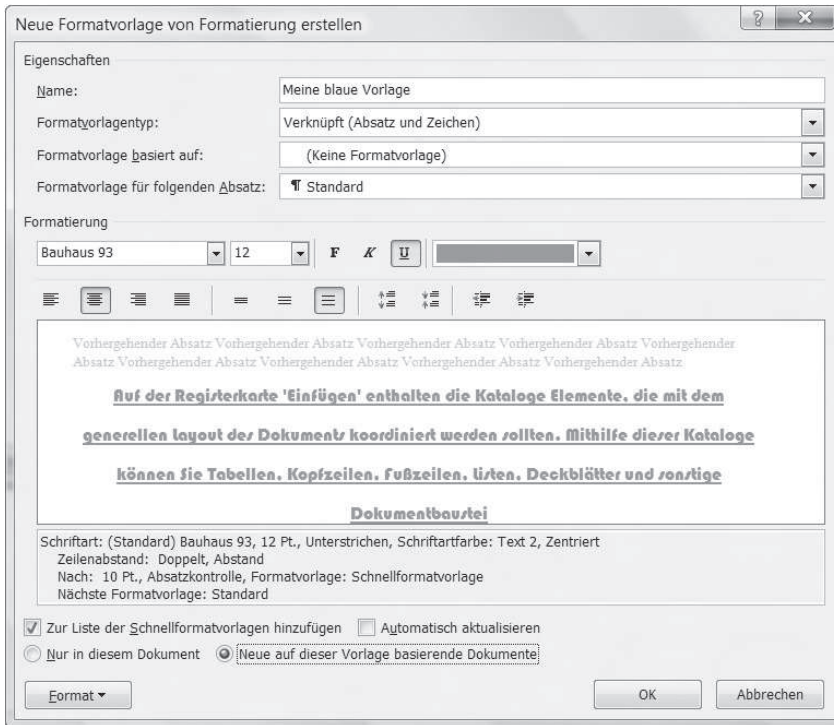 Neue Formatvorlage von Formatierung erstellen
Eigenschaften
Name: Meine blaue Vorlage
Formatvorlagentyp: Verknüpft (Absatz und Zeichen)
Formatvorlage basiert auf: (Keine Formatvorlage)
Formatvorlage für folgenden Absatz: ¶ Standard
Formatierung
Bauhaus 93 12 F K U
Vorhergehender Absatz Vorhergehender Absatz Vorhergehender Absatz Vorhergehender Absatz Vorhergehender
Absatz Vorhergehender Absatz Vorhergehender Absatz Vorhergehender Absatz Vorhergehender Absatz
Auf der Registerkarte 'Einfügen' enthalten die Kataloge Elemente, die mit dem
generellen Layout des Dokuments koordiniert werden sollten. Mithilfe dieser Kataloge
können Sie Tabellen, Kopfzeilen, Fußzeilen, Listen, Deckblätter und sonstige
Dokumentbaustei
Schriftart: (Standard) Bauhaus 93, 12 Pt., Unterstrichen, Schriftartfarbe: Text 2, Zentriert
Zeilenabstand: Doppelt, Abstand
Nach: 10 Pt., Absatzkontrolle, Formatvorlage: Schnellformatvorlage
Nächste Formatvorlage: Standard
Zur Liste der Schnellformatvorlagen hinzufügen Automatisch aktualisieren
Nur in diesem Dokument Neue auf dieser Vorlage basierende Dokumente
Format OK Abbrechen